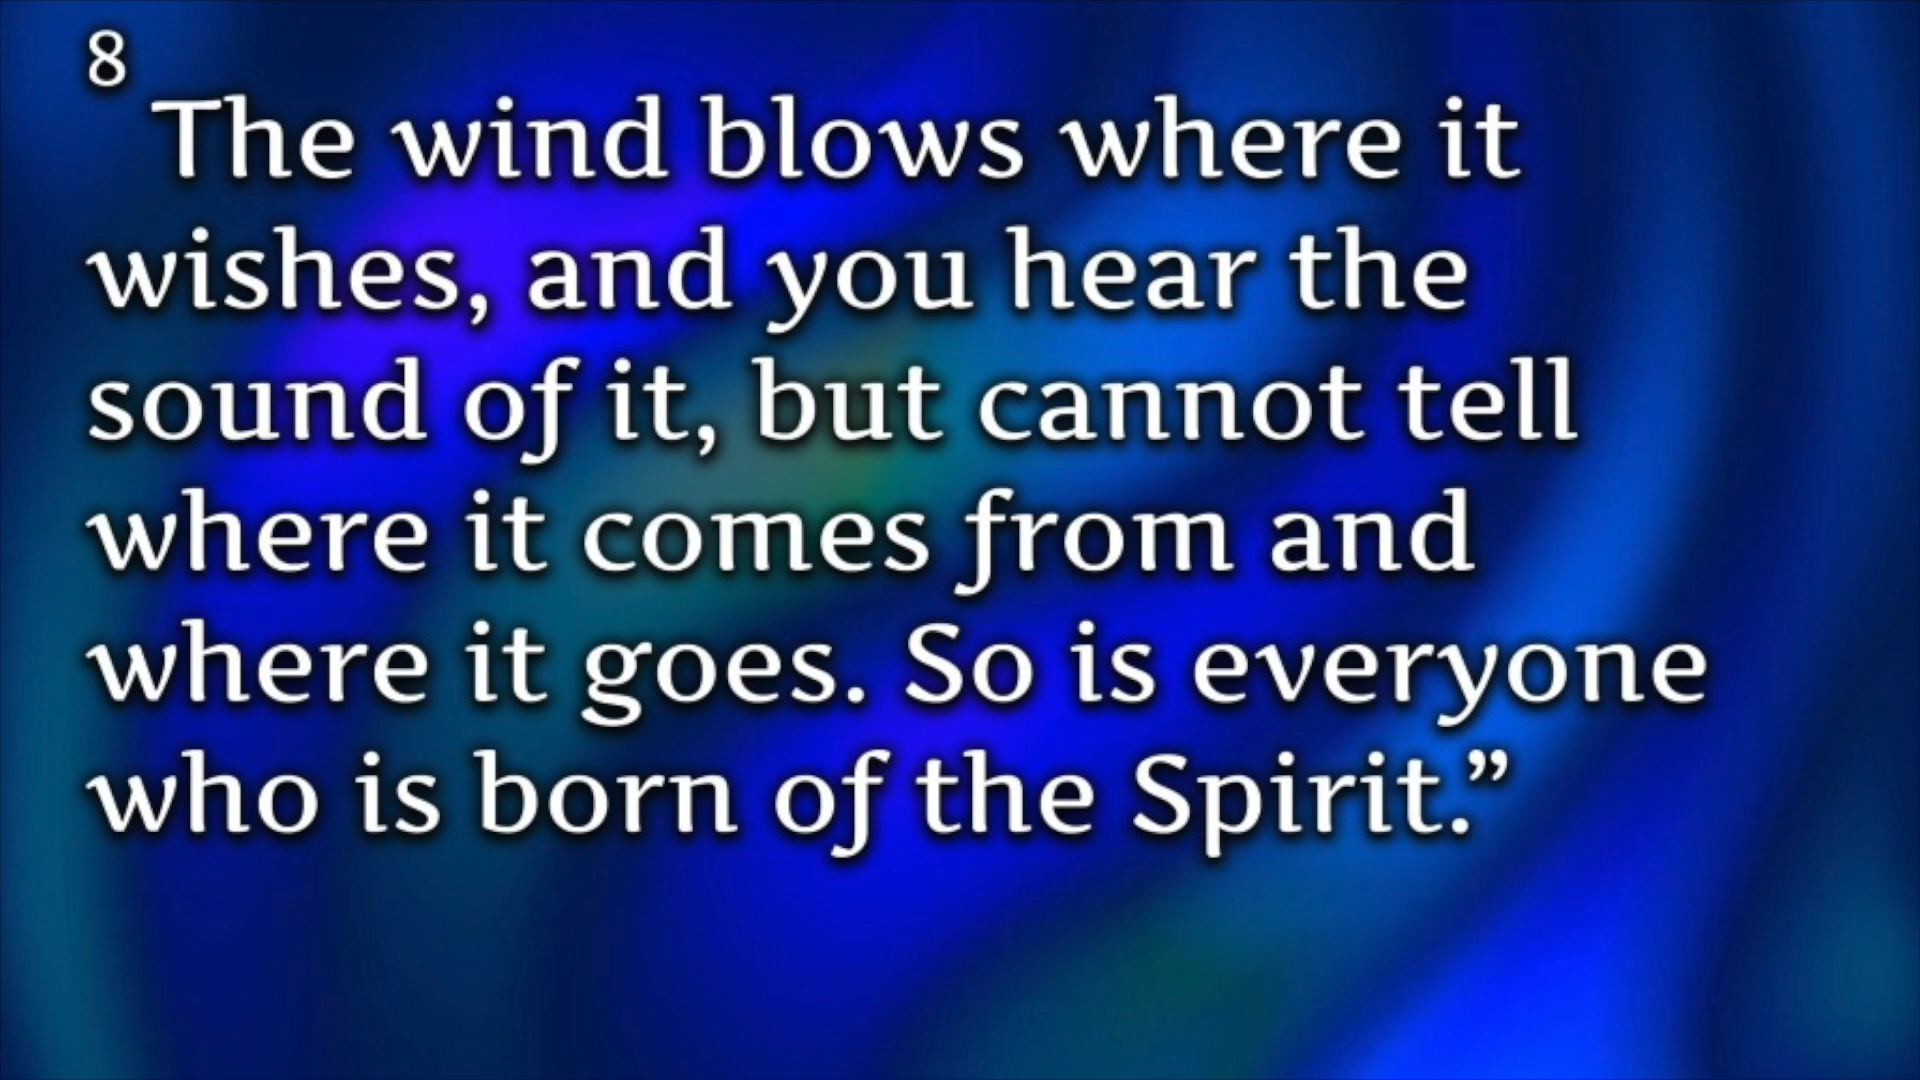 8
The wind blows where it
wishes, and you hear the
sound of it, but cannot tell
where it comes from and
where it goes. So is everyone
who is born of the Spirit.”